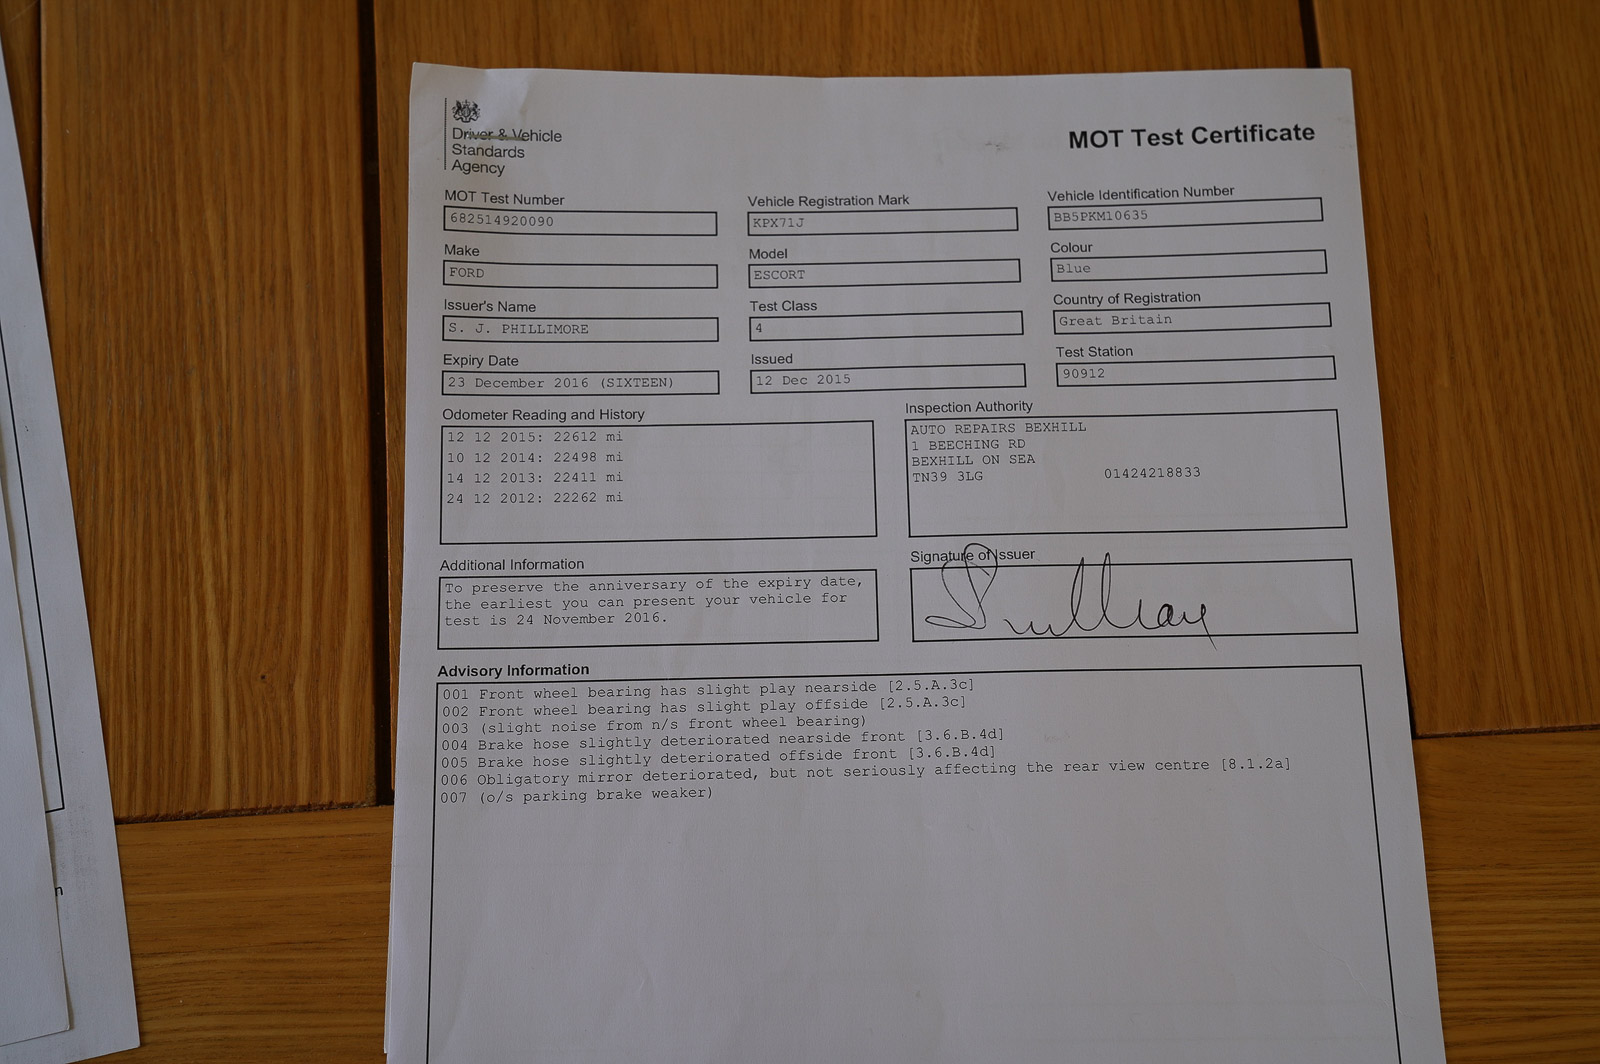 Driver & Vehicle
Standards
Agency
MOT Test Certificate
MOT Test Number
682514920090
Vehicle Registration Mark
KPX71J
Vehicle Identification Number
BB5PKM10635
Make
FORD
Model
ESCORT
Colour
Blue
Issuer's Name
S. J. PHILLIMORE
Test Class
4
Country of Registration
Great Britain
Expiry Date
23 December 2016 (SIXTEEN)
Issued
12 Dec 2015
Test Station
90912
Odometer Reading and History
12 12 2015: 22612 mi
10 12 2014: 22498 mi
14 12 2013: 22411 mi
24 12 2012: 22262 mi
Inspection Authority
AUTO REPAIRS BEXHILL
1 BEECHING RD
BEXHILL ON SEA
TN39 3LG 01424218833
Additional Information
To preserve the anniversary of the expiry date,
the earliest you can present your vehicle for
test is 24 November 2016.
Signature of Issuer
Advisory Information
001 Front wheel bearing has slight play nearside [2.5.A.3c]
002 Front wheel bearing has slight play offside [2.5.A.3c]
003 (slight noise from n/s front wheel bearing)
004 Brake hose slightly deteriorated nearside front [3.6.B.4d]
005 Brake hose slightly deteriorated offside front [3.6.B.4d]
006 Obligatory mirror deteriorated, but not seriously affecting the rear view centre [8.1.2a]
007 (o/s parking brake weaker)